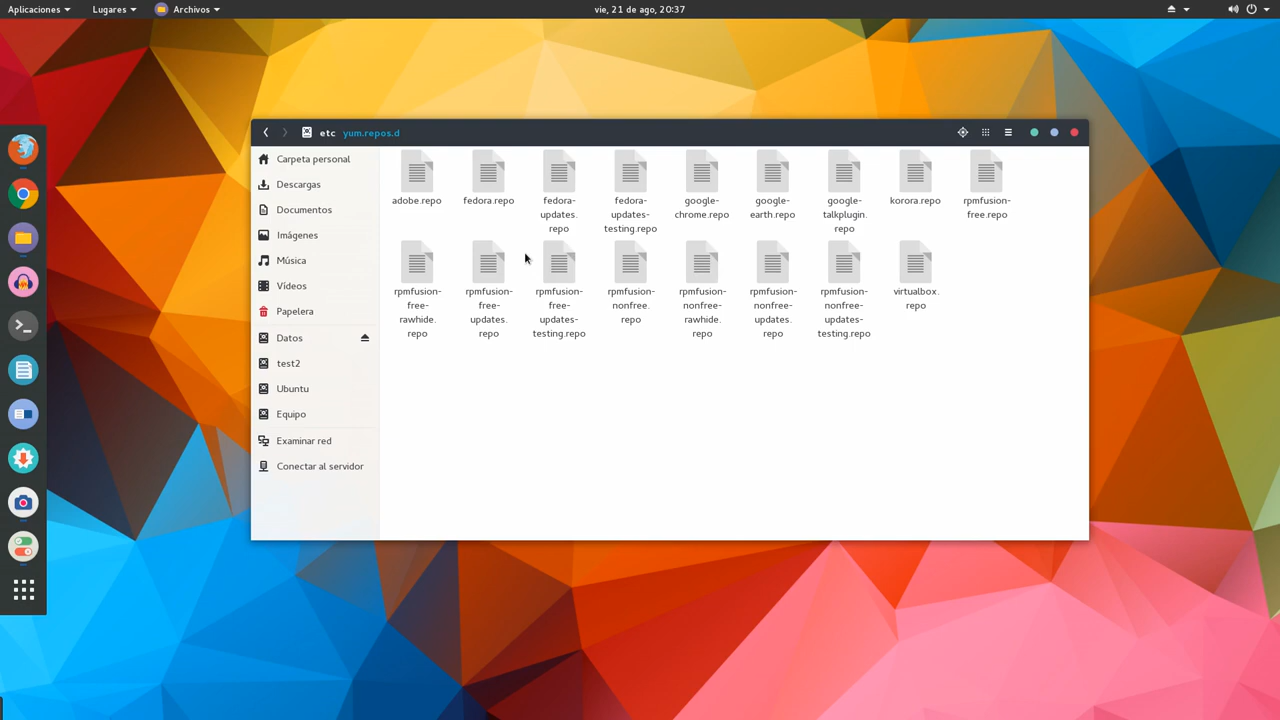 Aplicaciones
Lugares
Archivos
vie, 21 de ago, 20:37
etc
yum.repos.d
Carpeta personal
Descargas
Documentos
Imágenes
Música
Vídeos
Papelera
Datos
test2
Ubuntu
Equipo
Examinar red
Conectar al servidor
adobe.repo
fedora.repo
fedora-
updates.
repo
fedora-
updates-
testing.repo
google-
chrome.repo
google-
earth.repo
google-
talkplugin.
repo
korora.repo
rpmfusion-
free.repo
rpmfusion-
free-
rawhide.
repo
rpmfusion-
free-
updates.
repo
rpmfusion-
free-
updates-
testing.repo
rpmfusion-
nonfree.
repo
rpmfusion-
nonfree-
rawhide.
repo
rpmfusion-
nonfree-
updates.
repo
rpmfusion-
nonfree-
updates-
testing.repo
virtualbox.
repo